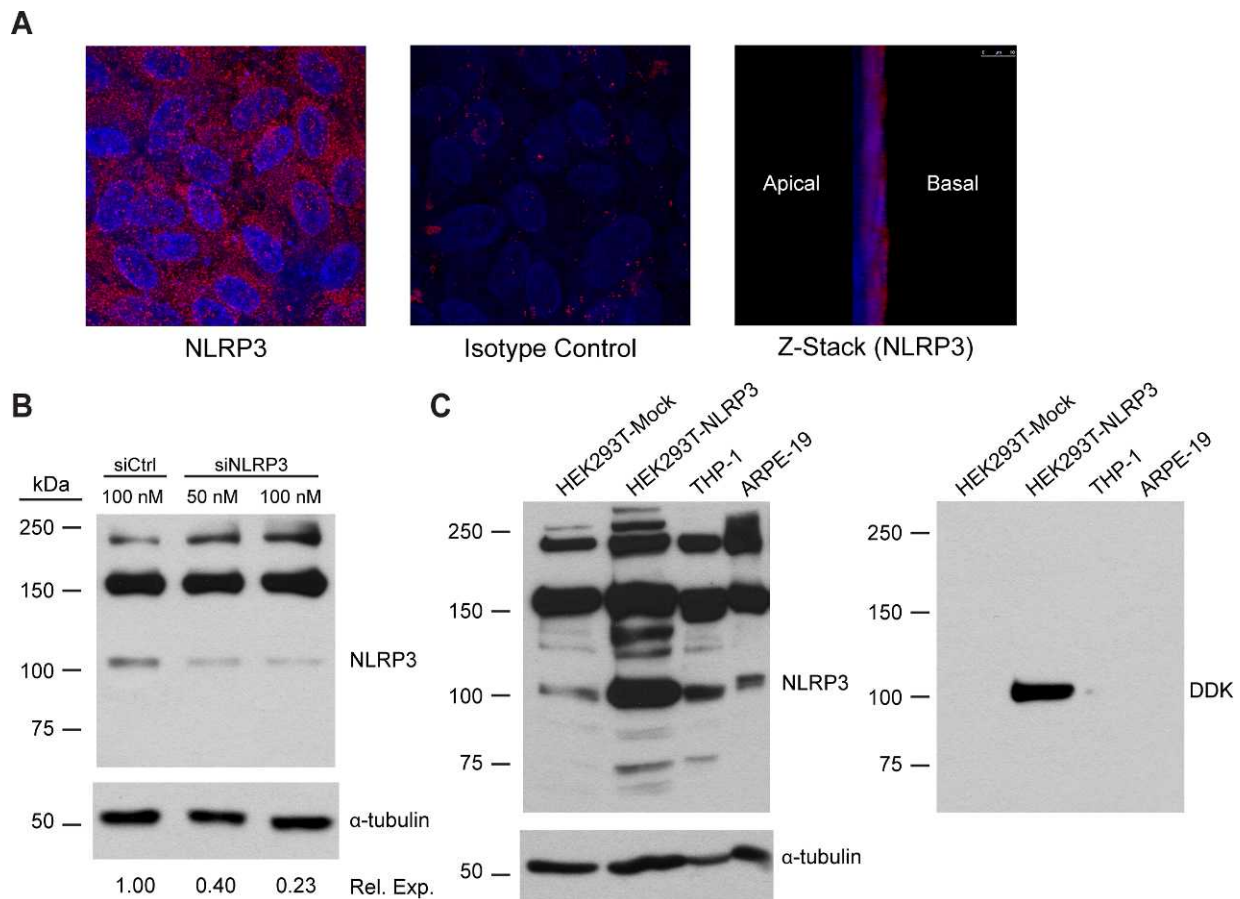 A
Apical
Basal
NLRP3
Isotype Control
Z-Stack (NLRP3)
B
kDa
siCtrl
siNLRP3
100 nM
50 nM
100 nM
250
150
100
75
NLRP3
50
α-tubulin
1.00
0.40
0.23
Rel. Exp.
C
HEK293T-Mock
HEK293T-NLRP3
THP-1
ARPE-19
250
150
100
75
NLRP3
50
α-tubulin
HEK293T-Mock
HEK293T-NLRP3
THP-1
ARPE-19
250
150
100
75
DDK